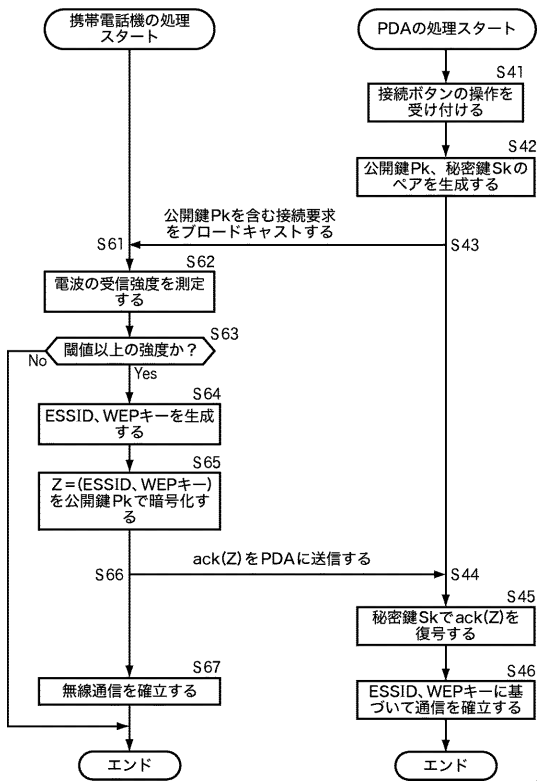 携帯電話機の処理
スタート
PDAの処理スタート
S41
接続ボタンの操作を
受け付ける
S42
公開鍵Pk、秘密鍵Skの
ペアを生成する
公開鍵Pkを含む接続要求
をブロードキャストする
S61
S43
S62
電波の受信強度を測定
する
S63
閾値以上の強度か？
No
Yes
S64
ESSID、WEPキーを生成
する
S65
Z＝(ESSID、WEPキー)
を公開鍵Pkで暗号化す
る
ack(Z)をPDAに送信する
S66
S44
S45
秘密鍵Skでack(Z)を
復号する
S67
無線通信を確立する
S46
ESSID、WEPキーに基
づいて通信を確立する
エンド
エンド